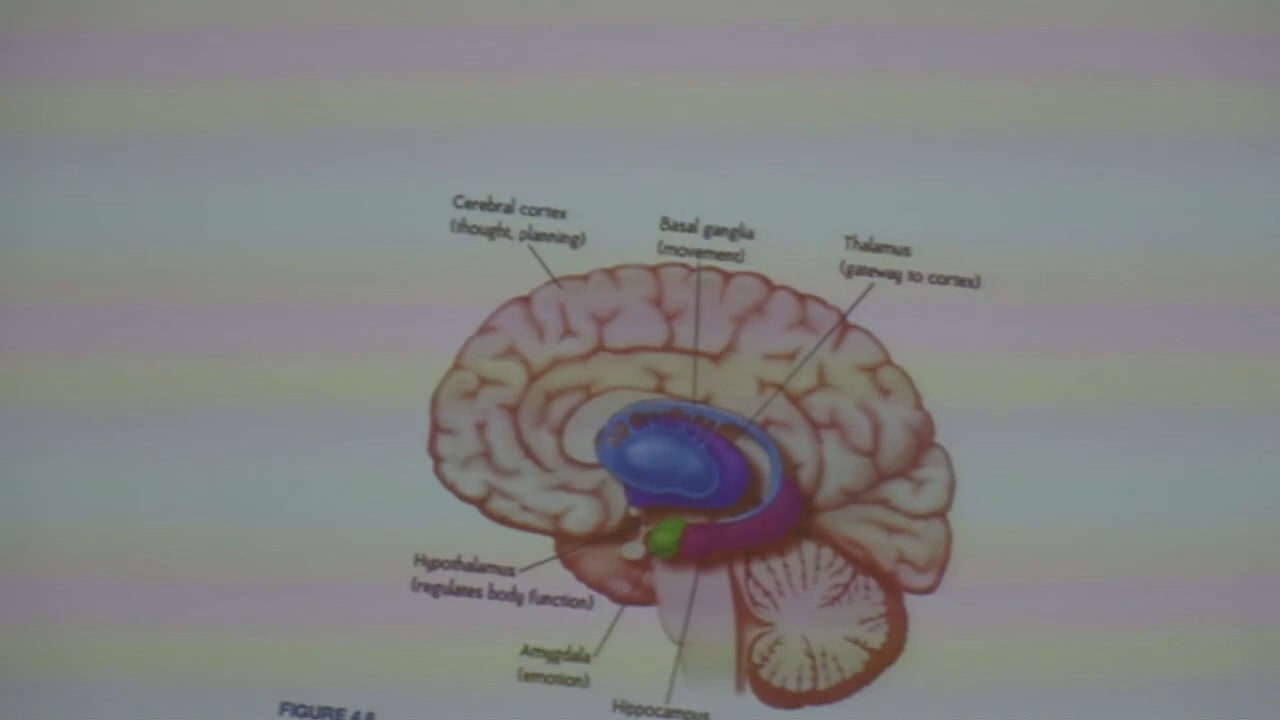 Cerebral cortex
(thought, planning)
Basal ganglia
(movement)
Thalamus
(gateway to cortex)
Hypothalamus
(regulates body function)
Amygdala
(emotion)
Hippocampus
FIGURE 4.6